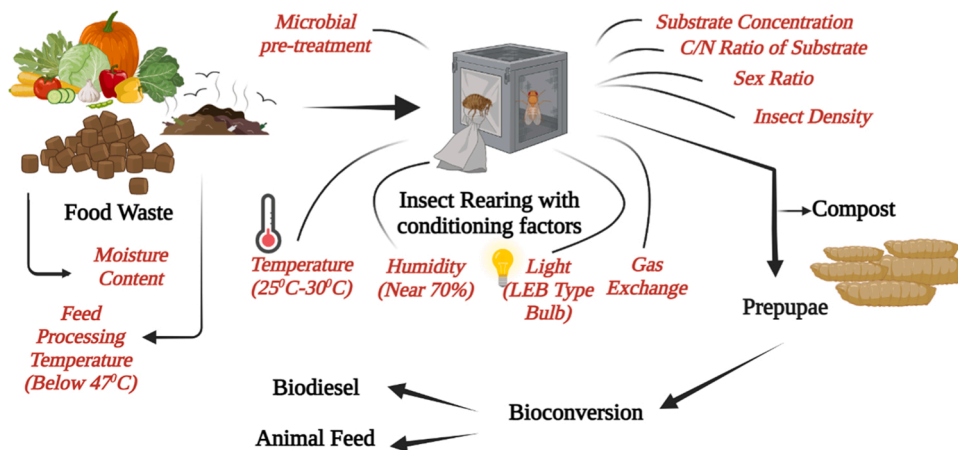 Microbial
pre-treatment
Substrate Concentration
C/N Ratio of Substrate
Sex Ratio
Insect Density
Food Waste
Moisture
Content
Feed
Processing
Temperature
(Below 47⁰C)
Insect Rearing with
conditioning factors
Temperature
(25⁰C-30⁰C)
Humidity
(Near 70%)
Light
(LEB Type
Bulb)
Gas
Exchange
Compost
Prepupae
Bioconversion
Biodiesel
Animal Feed